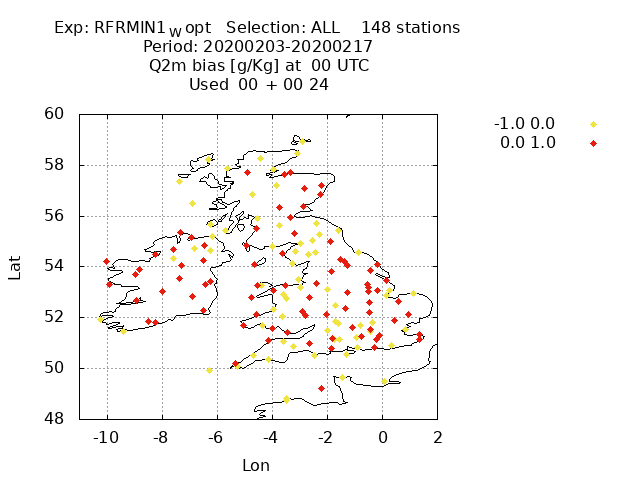 Exp: RFRMIN1Wopt Selection: ALL 148 stations
Period: 20200203-20200217
Q2m bias [g/Kg] at 00 UTC
Used 00 + 00 24
-1.0 0.0
0.0 1.0
60
58
56
54
52
50
48
Lat
-10 -8 -6 -4 -2 0 2
Lon